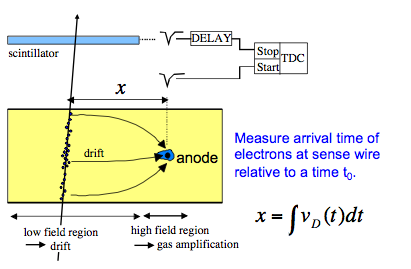 DELAY
Stop
TDC
Start
scintillator
x
drift
anode
Measure arrival time of
electrons at sense wire
relative to a time t₀.
x = ∫v_D(t)dt
low field region
drift
high field region
gas amplification